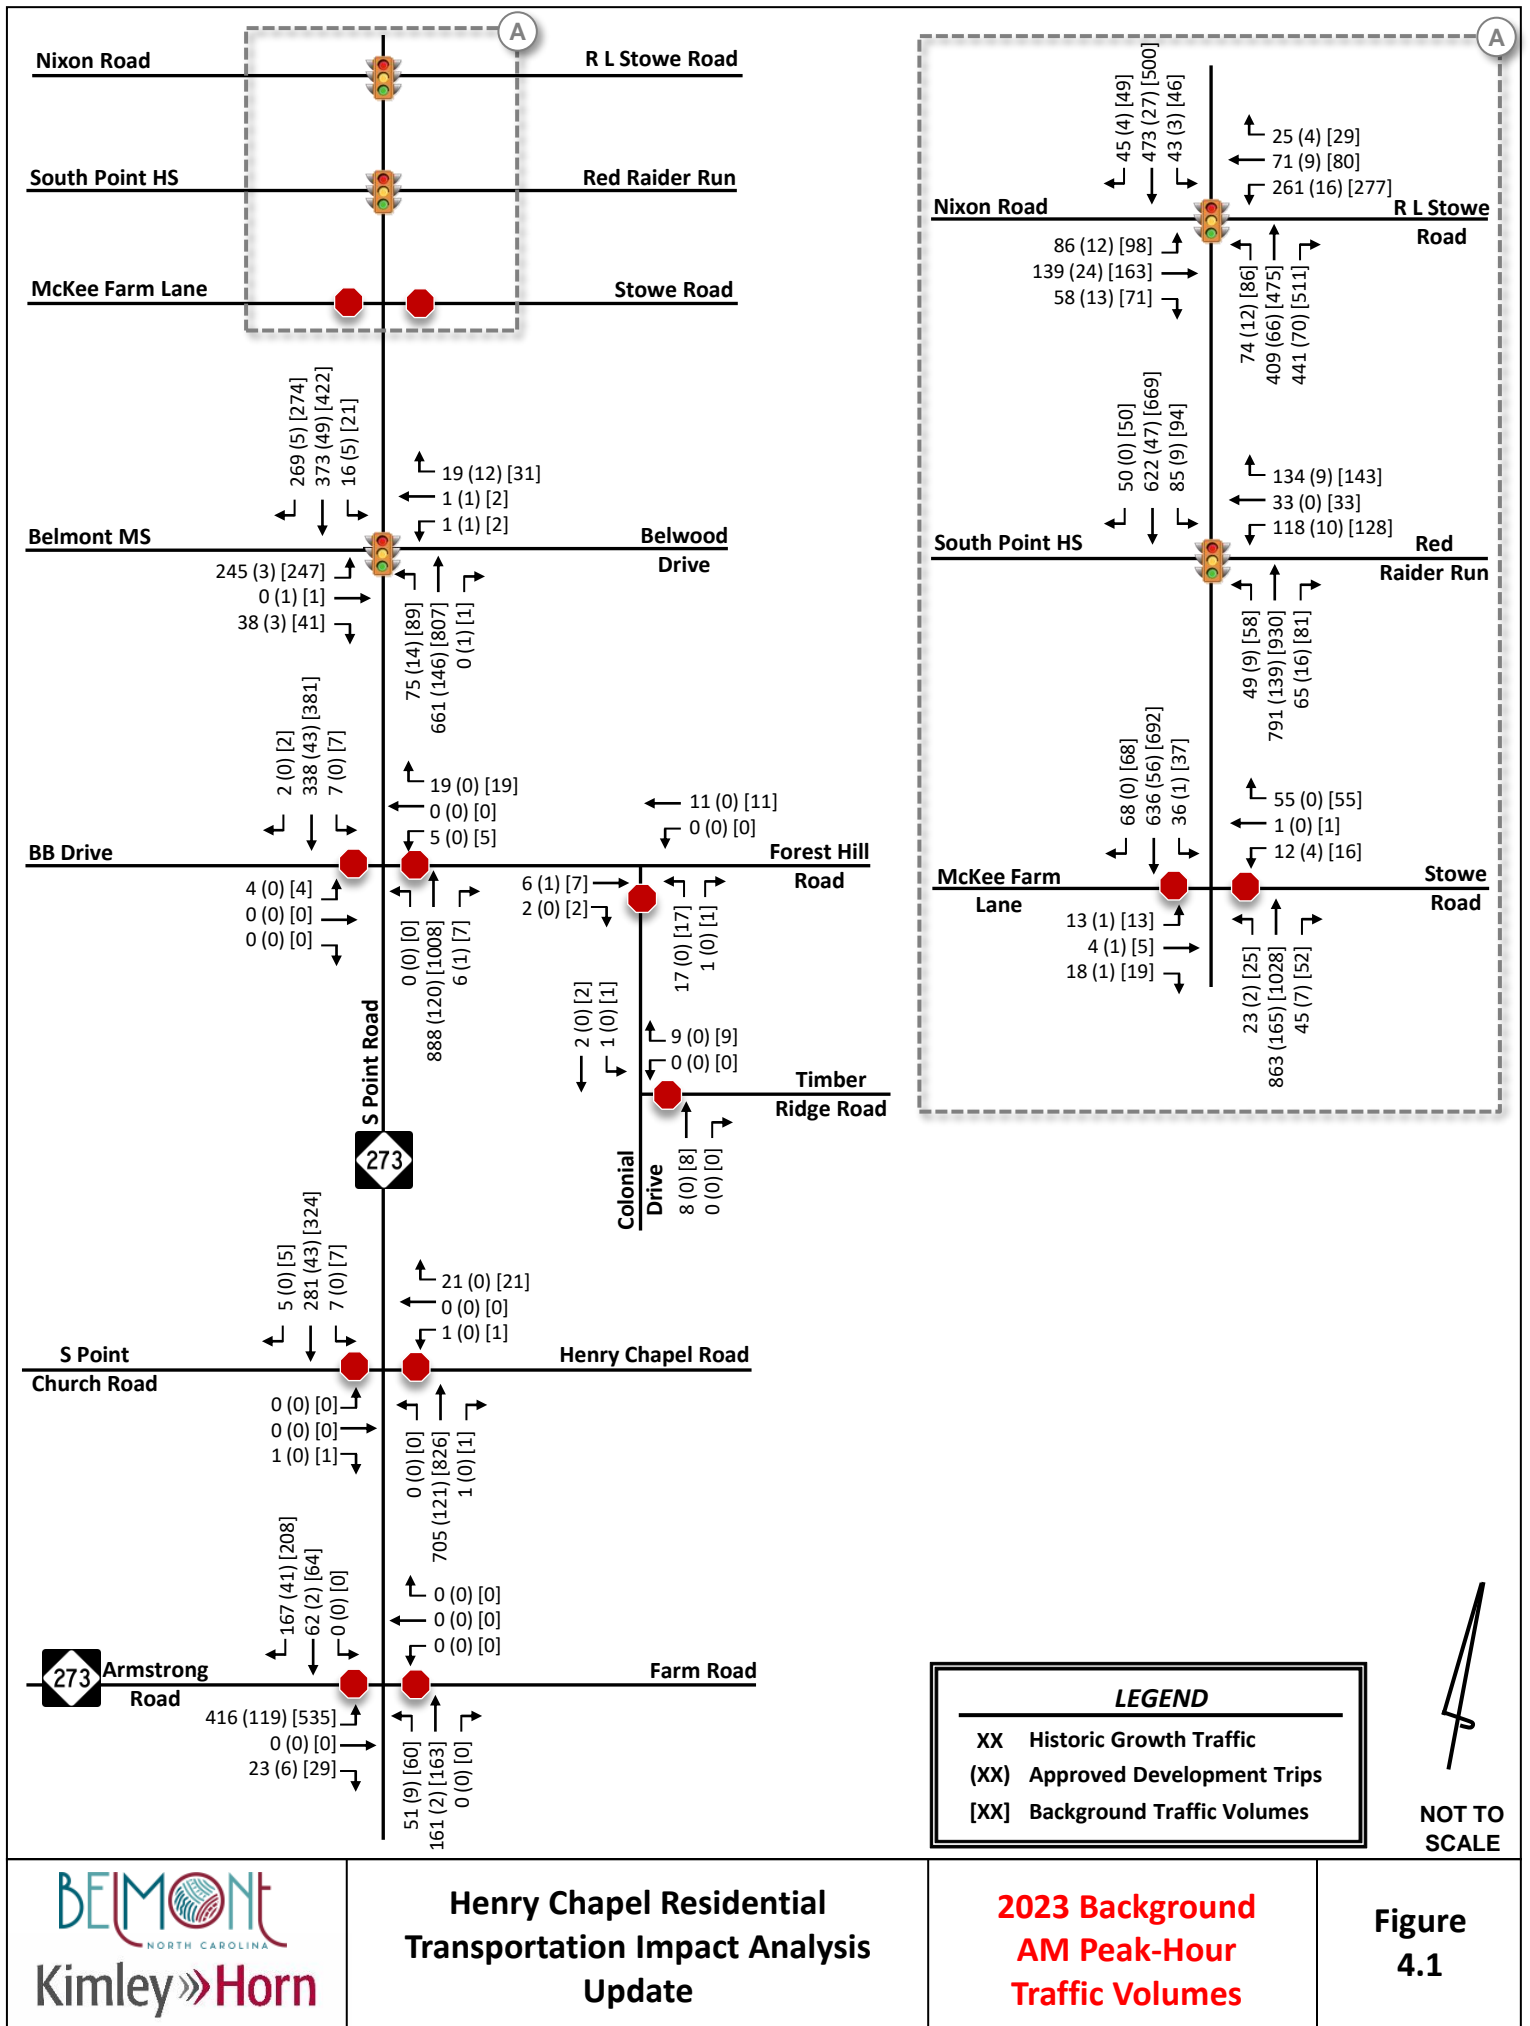 A
Nixon Road
R L Stowe Road
South Point HS
Red Raider Run
McKee Farm Lane
Stowe Road
269 (5) [274]
373 (49) [422]
16 (5) [21]
19 (12) [31]
1 (1) [2]
1 (1) [2]
Belmont MS
Belwood
Drive
245 (3) [247]
0 (1) [1]
38 (3) [41]
75 (14) [89]
661 (146) [807]
0 (1) [1]
2 (0) [2]
338 (43) [381]
7 (0) [7]
19 (0) [19]
0 (0) [0]
5 (0) [5]
11 (0) [11]
0 (0) [0]
BB Drive
Forest Hill
Road
4 (0) [4]
0 (0) [0]
0 (0) [0]
0 (0) [0]
888 (120) [1008]
6 (1) [7]
6 (1) [7]
2 (0) [2]
17 (0) [17]
1 (0) [1]
2 (0) [2]
1 (0) [1]
9 (0) [9]
0 (0) [0]
Timber
Ridge Road
8 (0) [8]
0 (0) [0]
Colonial
Drive
S Point Road
273
5 (0) [5]
281 (43) [324]
7 (0) [7]
21 (0) [21]
0 (0) [0]
1 (0) [1]
S Point
Church Road
Henry Chapel Road
0 (0) [0]
0 (0) [0]
1 (0) [1]
0 (0) [0]
705 (121) [826]
1 (0) [1]
167 (41) [208]
62 (2) [64]
0 (0) [0]
0 (0) [0]
0 (0) [0]
0 (0) [0]
273
Armstrong
Road
Farm Road
416 (119) [535]
0 (0) [0]
23 (6) [29]
51 (9) [60]
161 (2) [163]
0 (0) [0]
A
45 (4) [49]
473 (27) [500]
43 (3) [46]
25 (4) [29]
71 (9) [80]
261 (16) [277]
Nixon Road
R L Stowe
Road
86 (12) [98]
139 (24) [163]
58 (13) [71]
74 (12) [86]
409 (66) [475]
441 (70) [511]
50 (0) [50]
622 (47) [669]
85 (9) [94]
134 (9) [143]
33 (0) [33]
118 (10) [128]
South Point HS
Red
Raider Run
49 (9) [58]
791 (139) [930]
65 (16) [81]
68 (0) [68]
636 (56) [692]
36 (1) [37]
55 (0) [55]
1 (0) [1]
12 (4) [16]
McKee Farm
Lane
Stowe
Road
13 (1) [13]
4 (1) [5]
18 (1) [19]
23 (2) [25]
863 (165) [1028]
45 (7) [52]
LEGEND
XX Historic Growth Traffic
(XX) Approved Development Trips
[XX] Background Traffic Volumes
NOT TO
SCALE
BELMONT
NORTH CAROLINA
Kimley»Horn
Henry Chapel Residential
Transportation Impact Analysis
Update
2023 Background
AM Peak-Hour
Traffic Volumes
Figure
4.1